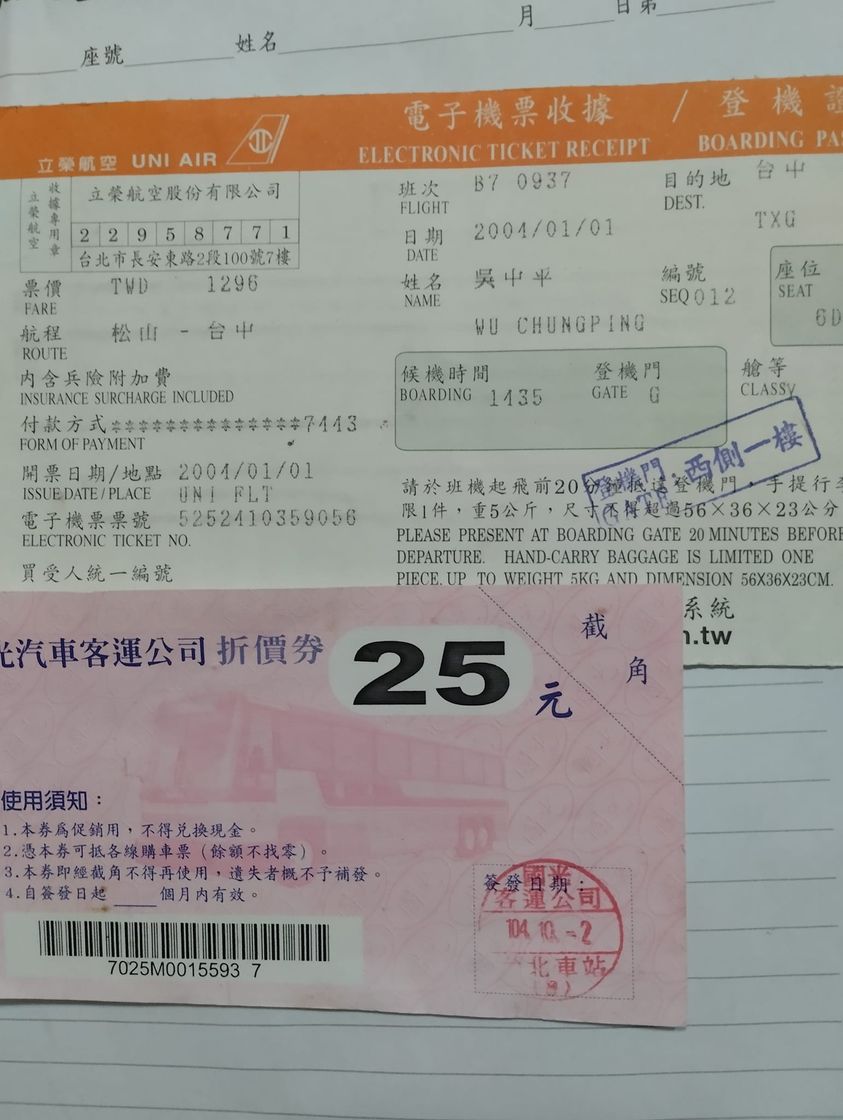 月 日第
座號 姓名
電子機票收據 / 登機證
ELECTRONIC TICKET RECEIPT BOARDING PAS
立榮航空 UNI AIR
立榮航空
收據專用章
立榮航空股份有限公司
22958771
台北市長安東路2段100號7樓
票價 TWD 1296
FARE
航程 松山 - 台中
ROUTE
內含兵險附加費
INSURANCE SURCHARGE INCLUDED
付款方式 **************7443
FORM OF PAYMENT
開票日期/地點 2004/01/01
ISSUE DATE / PLACE UNI FLT
電子機票票號 5252410359056
ELECTRONIC TICKET NO.
買受人統一編號
班次 B7 0937 目的地 台中
FLIGHT DEST. TXG
日期 2004/01/01
DATE
姓名 吳中平 編號 座位
NAME SEQ 012 SEAT
WU CHUNGPING 6D
候機時間 登機門 艙等
BOARDING 1435 GATE G CLASS Y
登機門:西側一樓
GATE
請於班機起飛前20分鐘抵達登機門,手提行李
限1件,重5公斤,尺寸不得超過56×36×23公分
PLEASE PRESENT AT BOARDING GATE 20 MINUTES BEFORE
DEPARTURE. HAND-CARRY BAGGAGE IS LIMITED ONE
PIECE. UP TO WEIGHT 5KG AND DIMENSION 56X36X23CM.
系統
n.tw
光汽車客運公司 折價券 25元
截角
使用須知:
1.本券為促銷用,不得兌換現金。
2.憑本券可抵各線購車票(餘額不找零)。
3.本券即經截角不得再使用,遺失者概不予補發。
4.自簽發日起 個月內有效。
7025M0015593 7
簽發日期:
國光
客運公司
104.10.-2
北車站